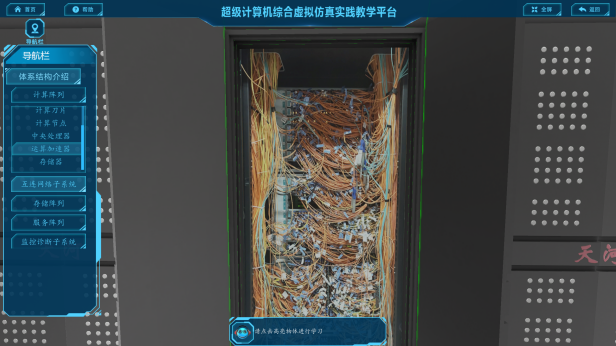 首页
帮助
超级计算机综合虚拟仿真实践教学平台
全屏
返回
导航栏
导航栏
体系结构介绍
计算阵列
计算刀片
计算节点
中央处理器
运算加速器
存储器
互连网络子系统
存储阵列
服务阵列
监控诊断子系统
天河
请点击高亮物体进行学习